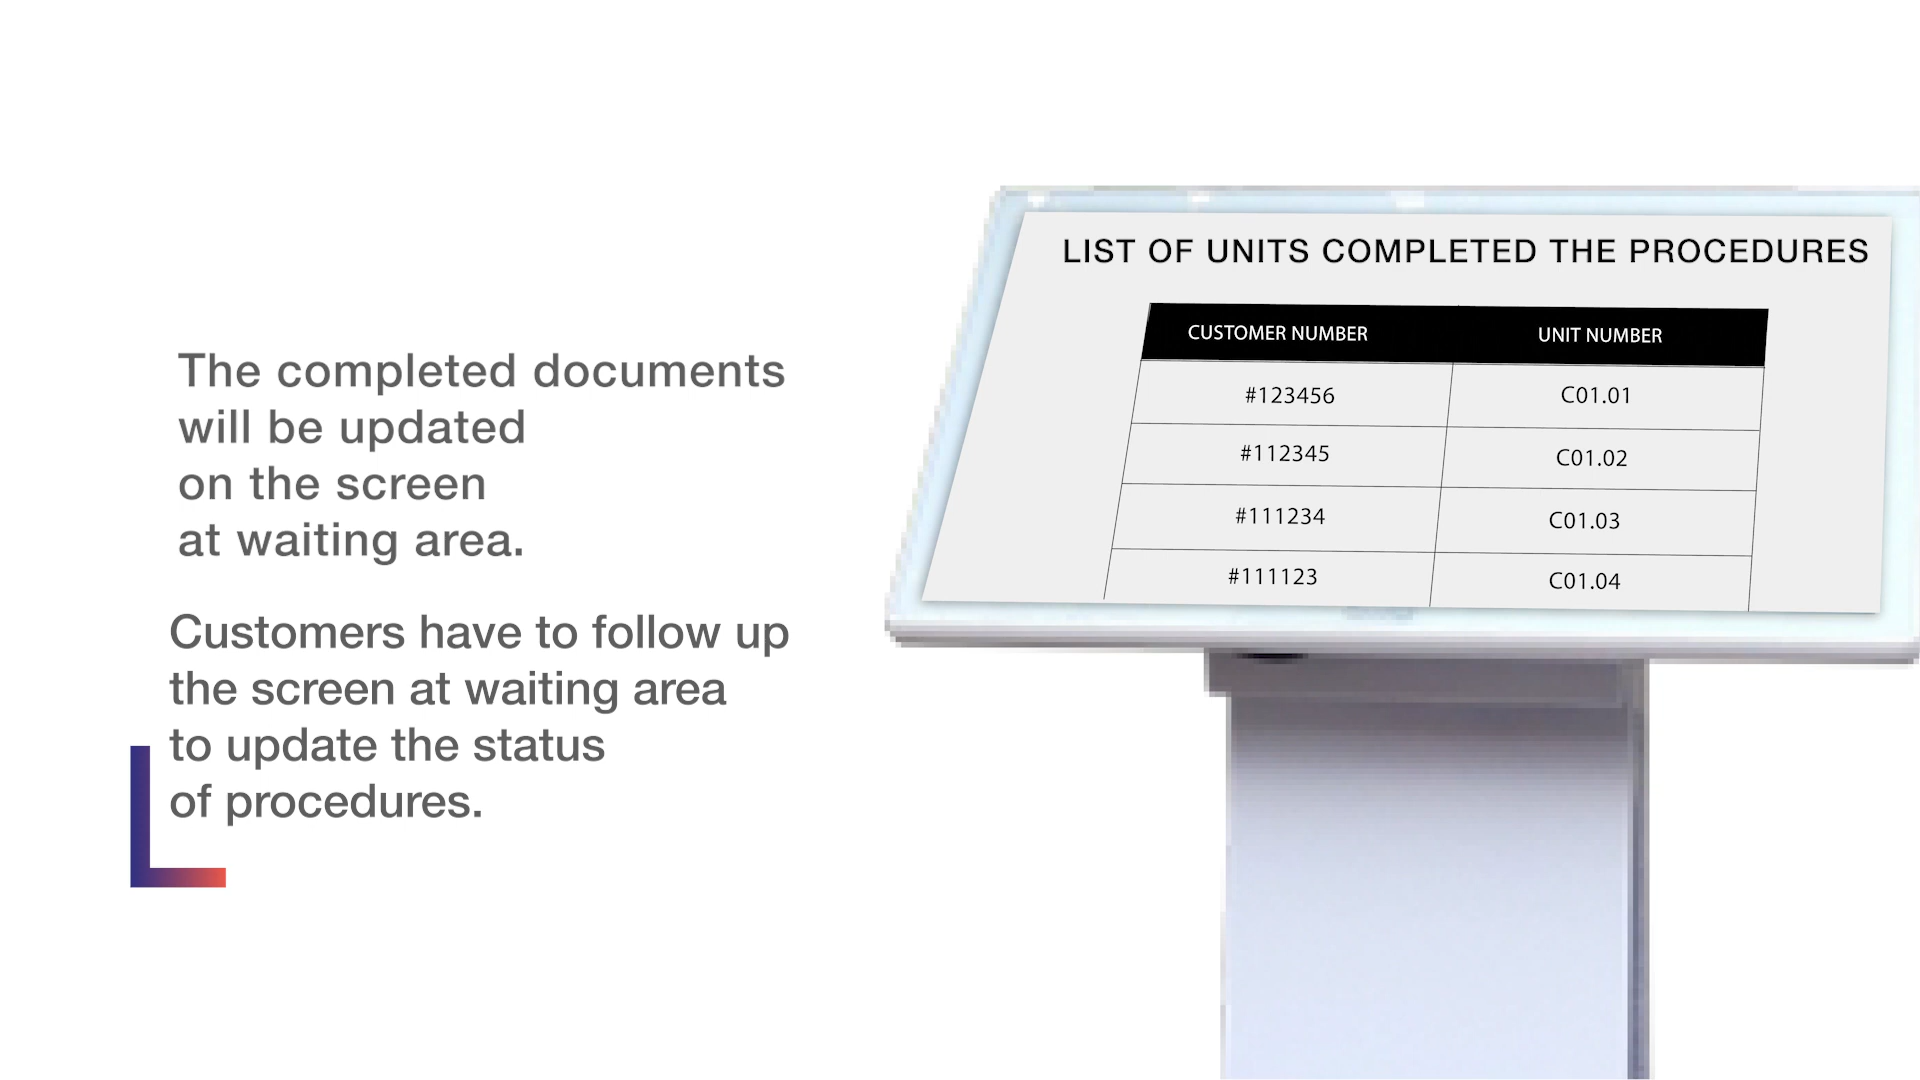 The completed documents
will be updated
on the screen
at waiting area.
Customers have to follow up
the screen at waiting area
to update the status
of procedures.
LIST OF UNITS COMPLETED THE PROCEDURES
CUSTOMER NUMBER UNIT NUMBER
#123456 C01.01
#112345 C01.02
#111234 C01.03
#111123 C01.04